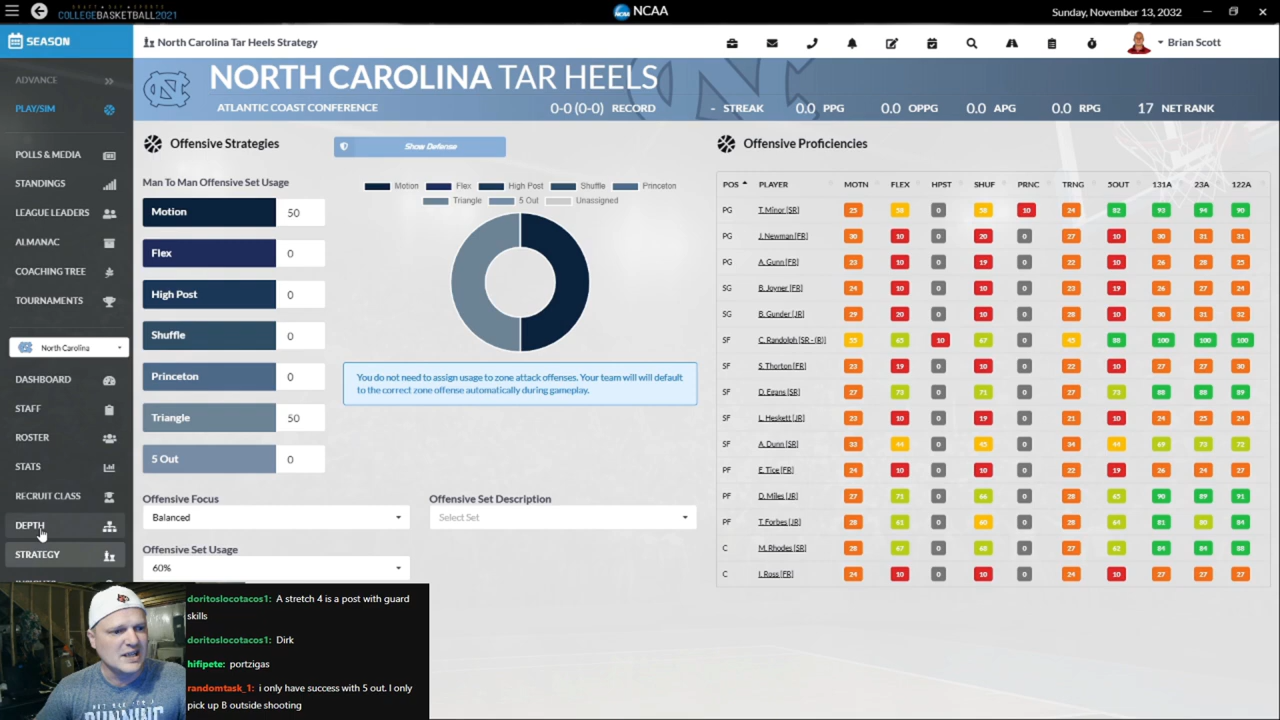 DRAFT DAY SPORTS
COLLEGEBASKETBALL2021
NCAA
Sunday, November 13, 2032
SEASON
North Carolina Tar Heels Strategy
Brian Scott
ADVANCE
PLAY/SIM
POLLS & MEDIA
STANDINGS
LEAGUE LEADERS
ALMANAC
COACHING TREE
TOURNAMENTS
North Carolina
DASHBOARD
STAFF
ROSTER
STATS
RECRUIT CLASS
DEPTH
STRATEGY
NORTH CAROLINA TAR HEELS
ATLANTIC COAST CONFERENCE
0-0 (0-0) RECORD - STREAK 0.0 PPG 0.0 OPPG 0.0 APG 0.0 RPG 17 NET RANK
Offensive Strategies
Show Defense
Man To Man Offensive Set Usage
Motion 50
Flex 0
High Post 0
Shuffle 0
Princeton 0
Triangle 50
5 Out 0
Motion Flex High Post Shuffle Princeton
Triangle 5 Out Unassigned
You do not need to assign usage to zone attack offenses. Your team will will default
to the correct zone offense automatically during gameplay.
Offensive Focus
Balanced
Offensive Set Description
Select Set
Offensive Set Usage
60%
Offensive Proficiencies
POS PLAYER MOTN FLEX HPST SHUF PRNC TRNG 5OUT 131A 23A 122A
PG T. Minor [SR] 25 58 0 58 10 24 82 93 94 90
PG J. Newman [FR] 30 10 0 20 0 27 10 30 31 31
PG A. Gunn [FR] 23 10 0 19 0 22 10 26 28 25
SG B. Joyner [FR] 24 10 0 10 0 23 19 26 27 24
SG B. Gunder [JR] 29 20 0 10 0 28 10 30 31 32
SF C. Randolph [SR - (R)] 55 65 10 67 0 45 88 100 100 100
SF S. Thorton [FR] 23 19 0 10 0 22 10 27 27 30
SF D. Egans [SR] 27 73 0 71 0 27 73 88 88 89
SF L. Heskett [JR] 23 10 0 19 0 21 10 24 25 24
SF A. Dunn [SR] 33 44 0 45 0 34 44 69 73 72
PF E. Tice [FR] 24 10 0 10 0 22 19 26 24 27
PF D. Miles [JR] 27 71 0 66 0 28 65 90 89 91
PF T. Forbes [JR] 28 61 0 60 0 28 64 81 80 84
C M. Rhodes [SR] 28 67 0 68 0 27 62 84 84 88
C I. Ross [FR] 24 10 0 10 0 24 10 27 27 27
doritoslocotacos1: A stretch 4 is a post with guard
skills
doritoslocotacos1: Dirk
hifipete: portzigas
randomtask_1: i only have success with 5 out. I only
pick up B outside shooting
RUNNING